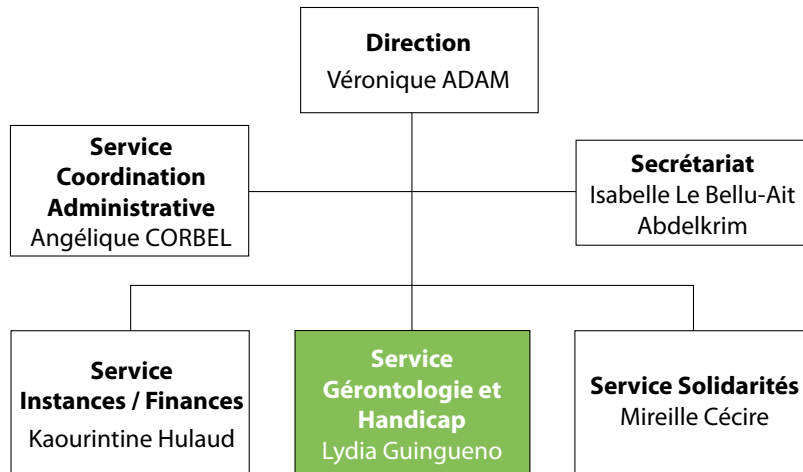 Direction
Véronique ADAM
Service
Coordination
Administrative
Angélique CORBEL
Secrétariat
Isabelle Le Bellu-Ait
Abdelkrim
Service
Instances / Finances
Kaourintine Hulaud
Service
Gérontologie et
Handicap
Lydia Guingueno
Service Solidarités
Mireille Cécire